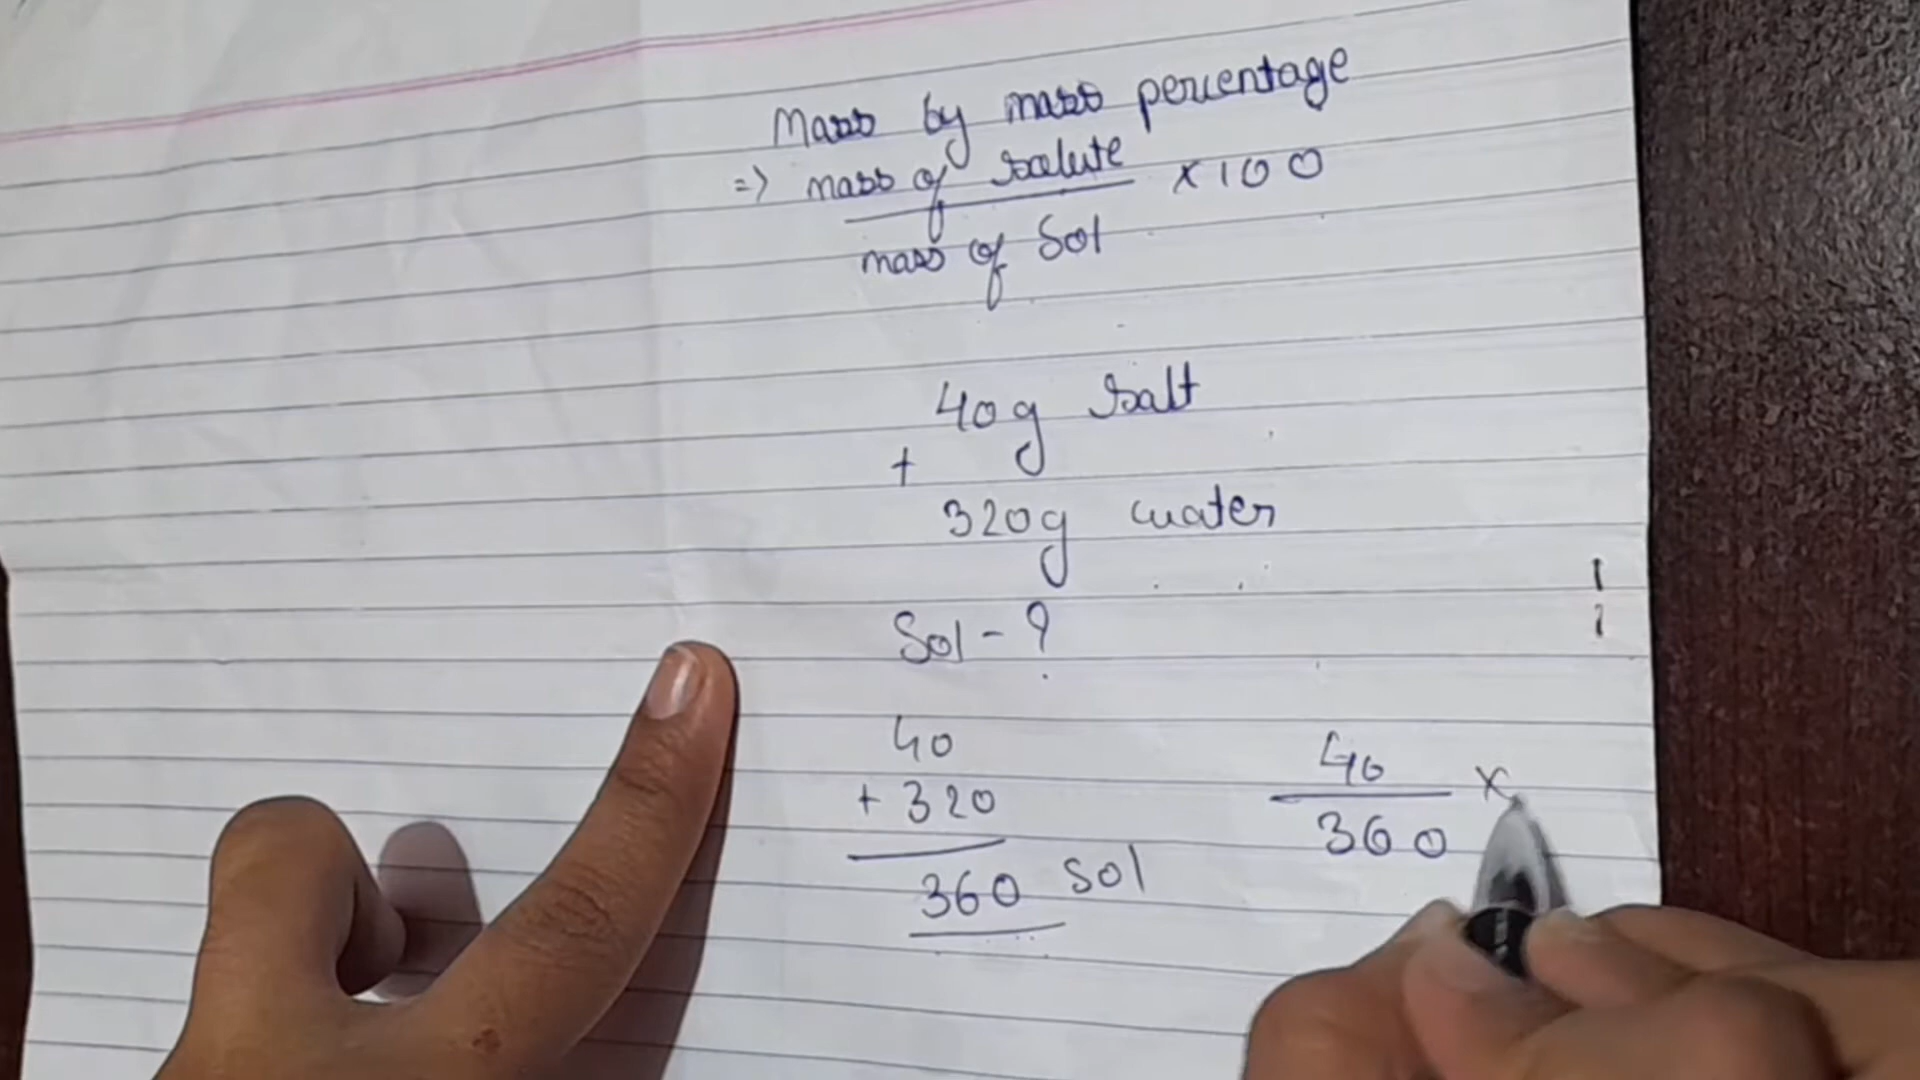 Mass by mass percentage
=> mass of solute × 100
mass of Sol
40g Salt
+
320g water
Sol - ?
40
+ 320
360 Sol
40 ×
360